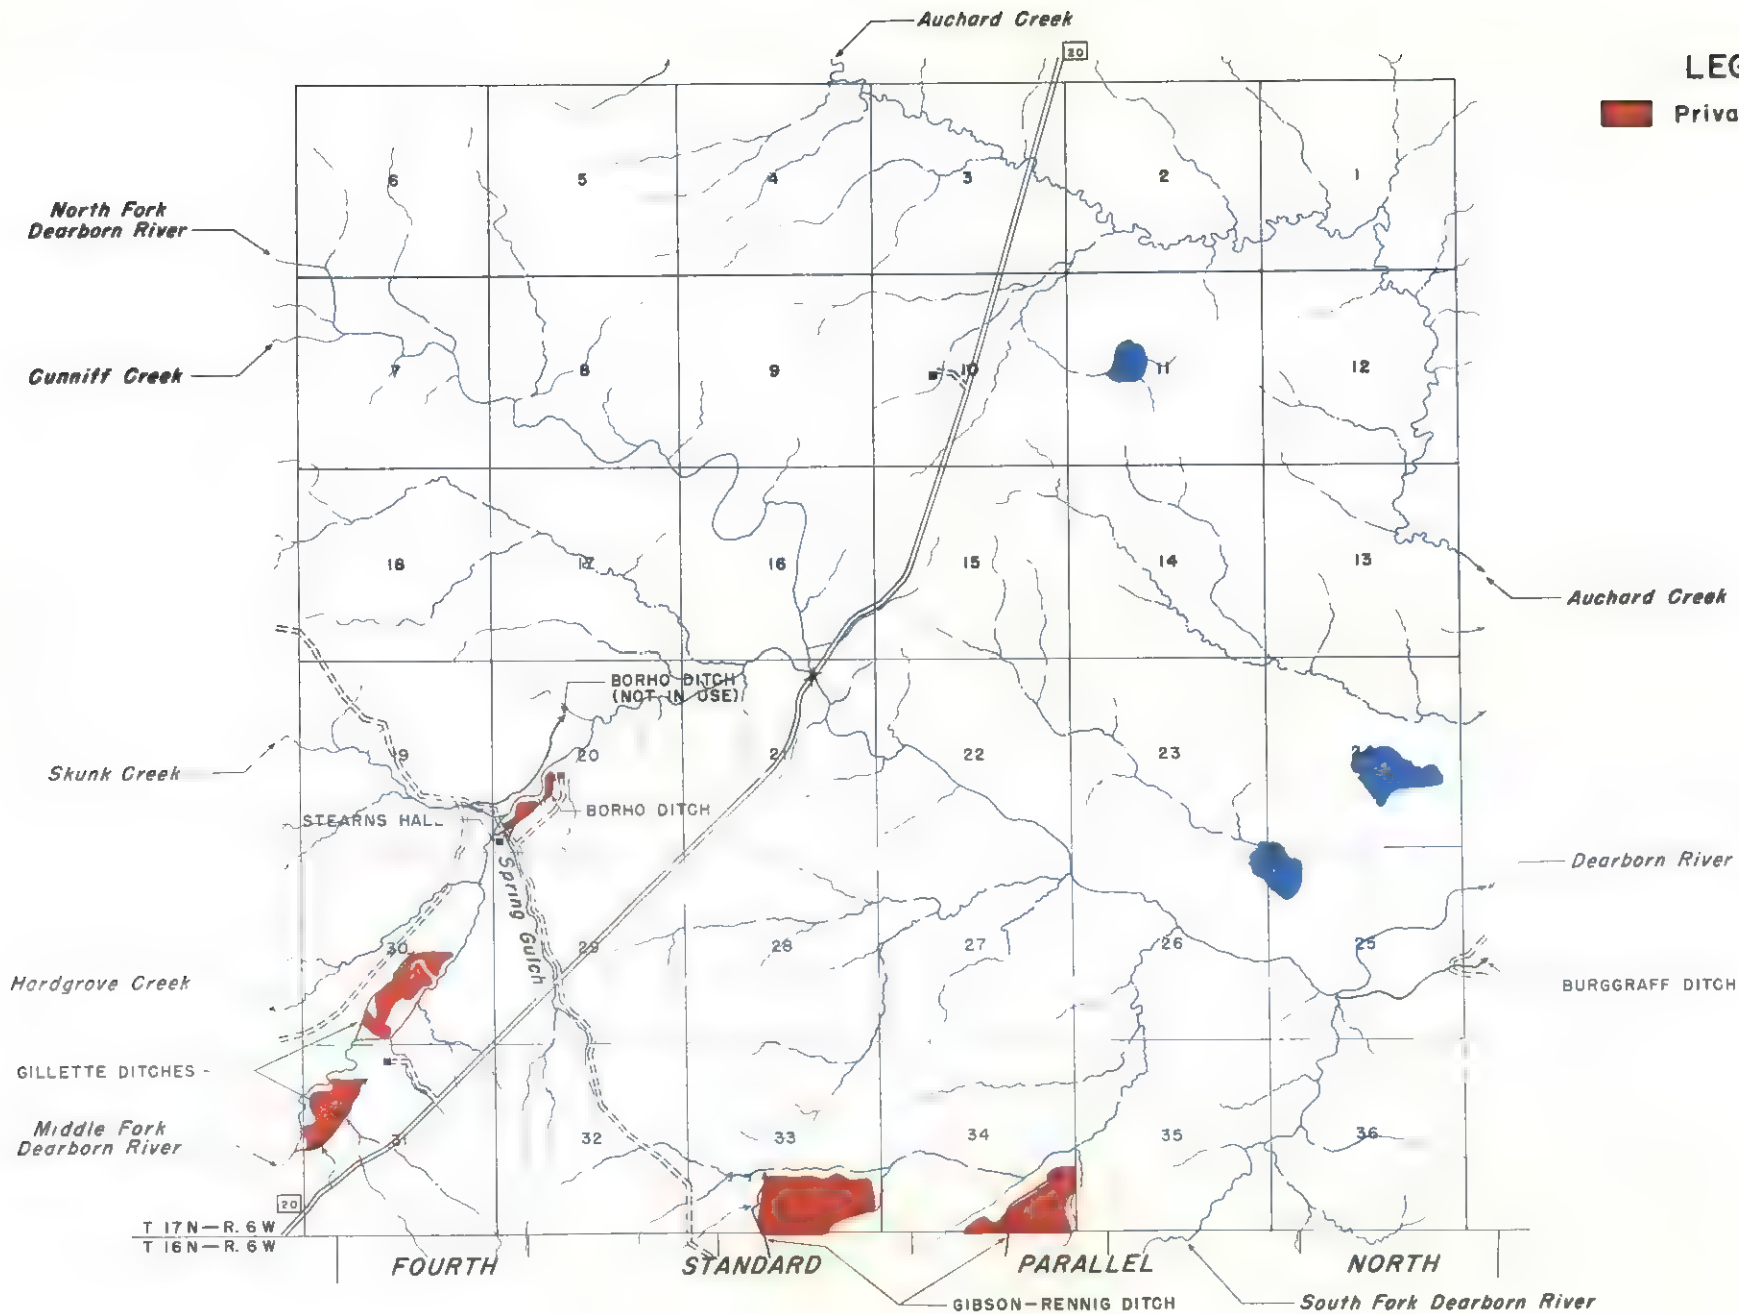 Auchard Creek
20
LEG
Priva
6
5
4
3
2
1
North Fork
Dearborn River
Cunniff Creek
7
8
9
10
11
12
18
17
16
15
14
13
Auchard Creek
BORHO DITCH
(NOT IN USE)
Skunk Creek
19
20
21
22
23
2
STEARNS HALL
BORHO DITCH
Spring Gulch
Dearborn River
30
29
28
27
26
25
Hardgrove Creek
BURGGRAFF DITCH
GILLETTE DITCHES
Middle Fork
Dearborn River
31
32
33
34
35
36
20
T 17 N - R. 6 W
T 16 N - R. 6 W
FOURTH STANDARD PARALLEL NORTH
GIBSON-RENNIG DITCH
South Fork Dearborn River